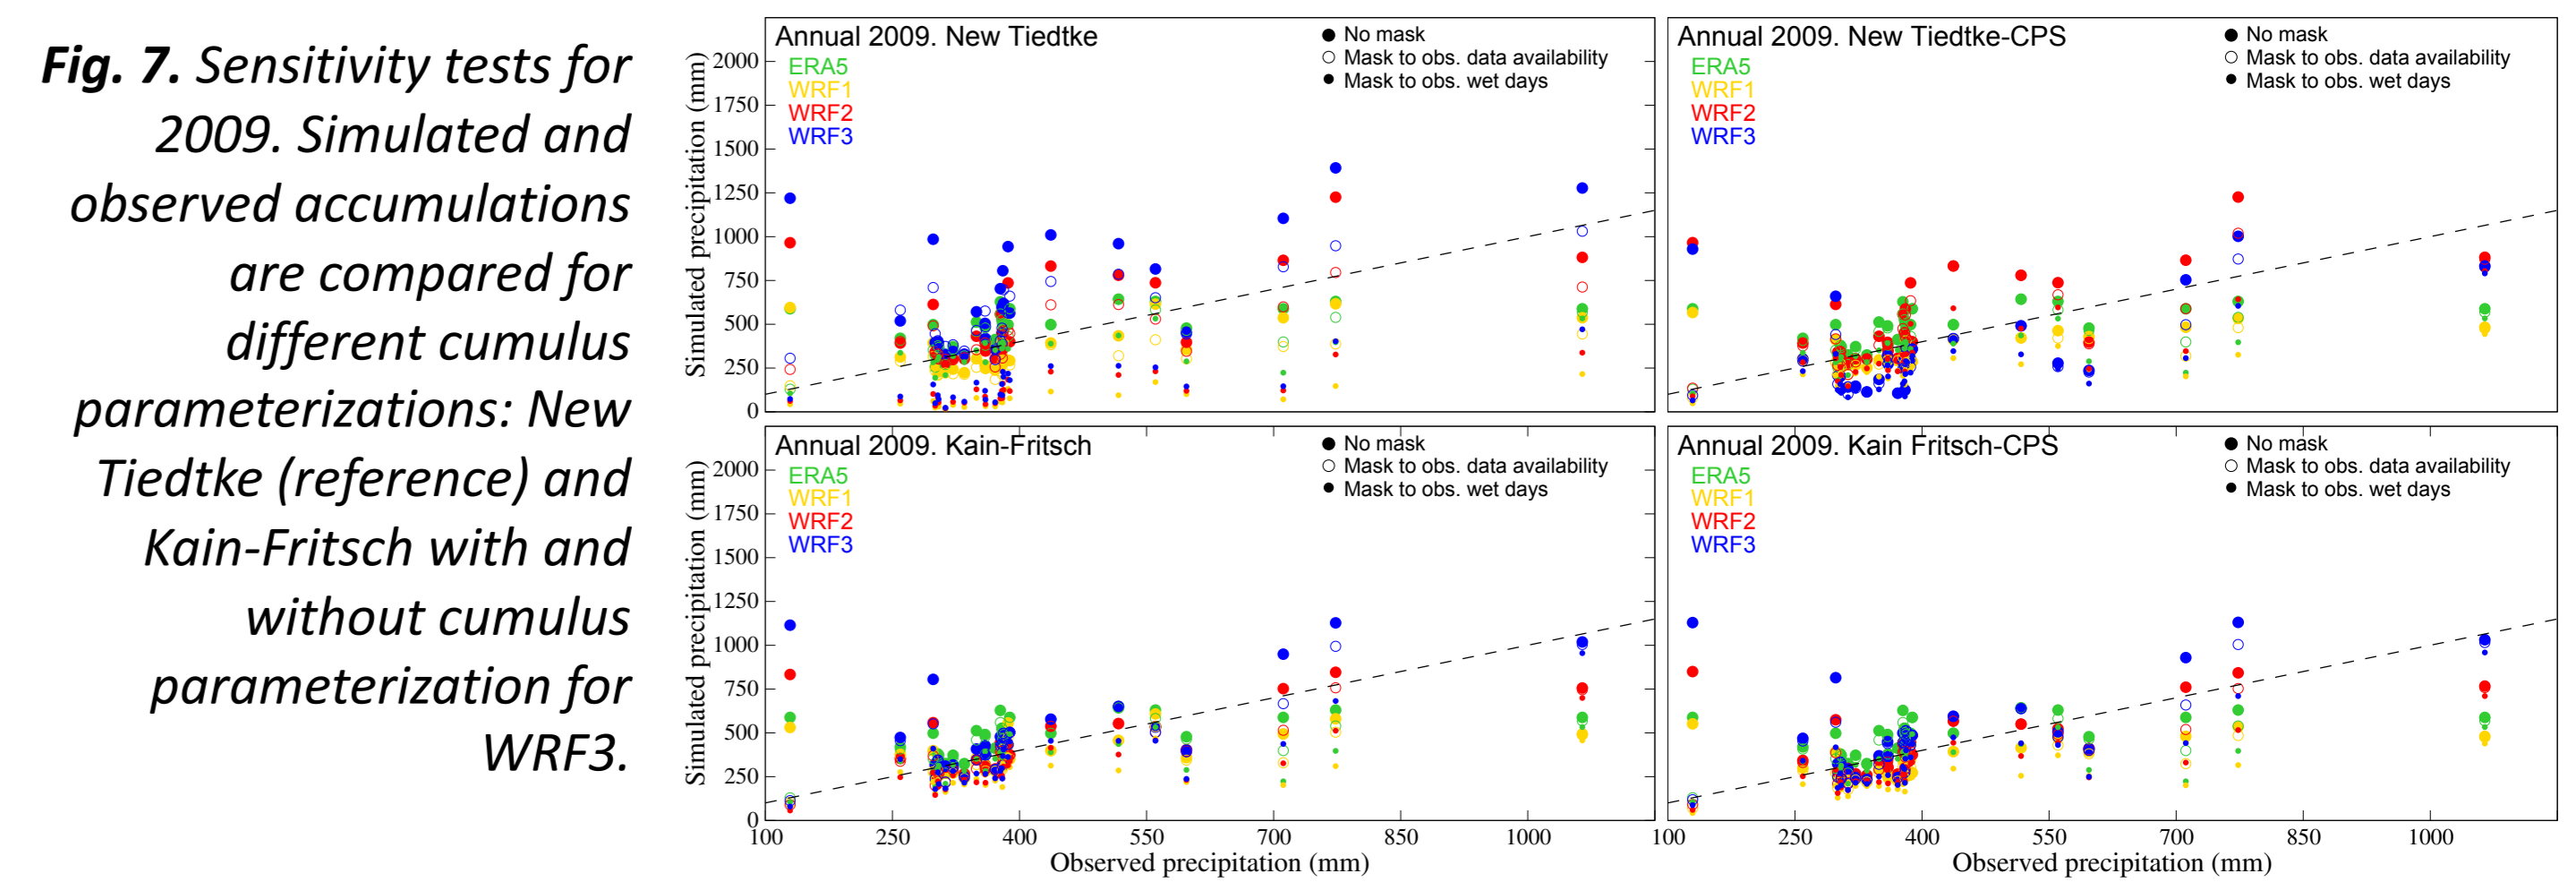 Fig. 7. Sensitivity tests for
2009. Simulated and
observed accumulations
are compared for
different cumulus
parameterizations: New
Tiedtke (reference) and
Kain-Fritsch with and
without cumulus
parameterization for
WRF3.
Annual 2009. New Tiedtke
ERA5
WRF1
WRF2
WRF3
No mask
Mask to obs. data availability
Mask to obs. wet days
Simulated precipitation (mm)
2000
1750
1500
1250
1000
750
500
250
0
Annual 2009. New Tiedtke-CPS
ERA5
WRF1
WRF2
WRF3
No mask
Mask to obs. data availability
Mask to obs. wet days
Annual 2009. Kain-Fritsch
ERA5
WRF1
WRF2
WRF3
No mask
Mask to obs. data availability
Mask to obs. wet days
Simulated precipitation (mm)
2000
1750
1500
1250
1000
750
500
250
0
100 250 400 550 700 850 1000
Observed precipitation (mm)
Annual 2009. Kain Fritsch-CPS
ERA5
WRF1
WRF2
WRF3
No mask
Mask to obs. data availability
Mask to obs. wet days
100 250 400 550 700 850 1000
Observed precipitation (mm)